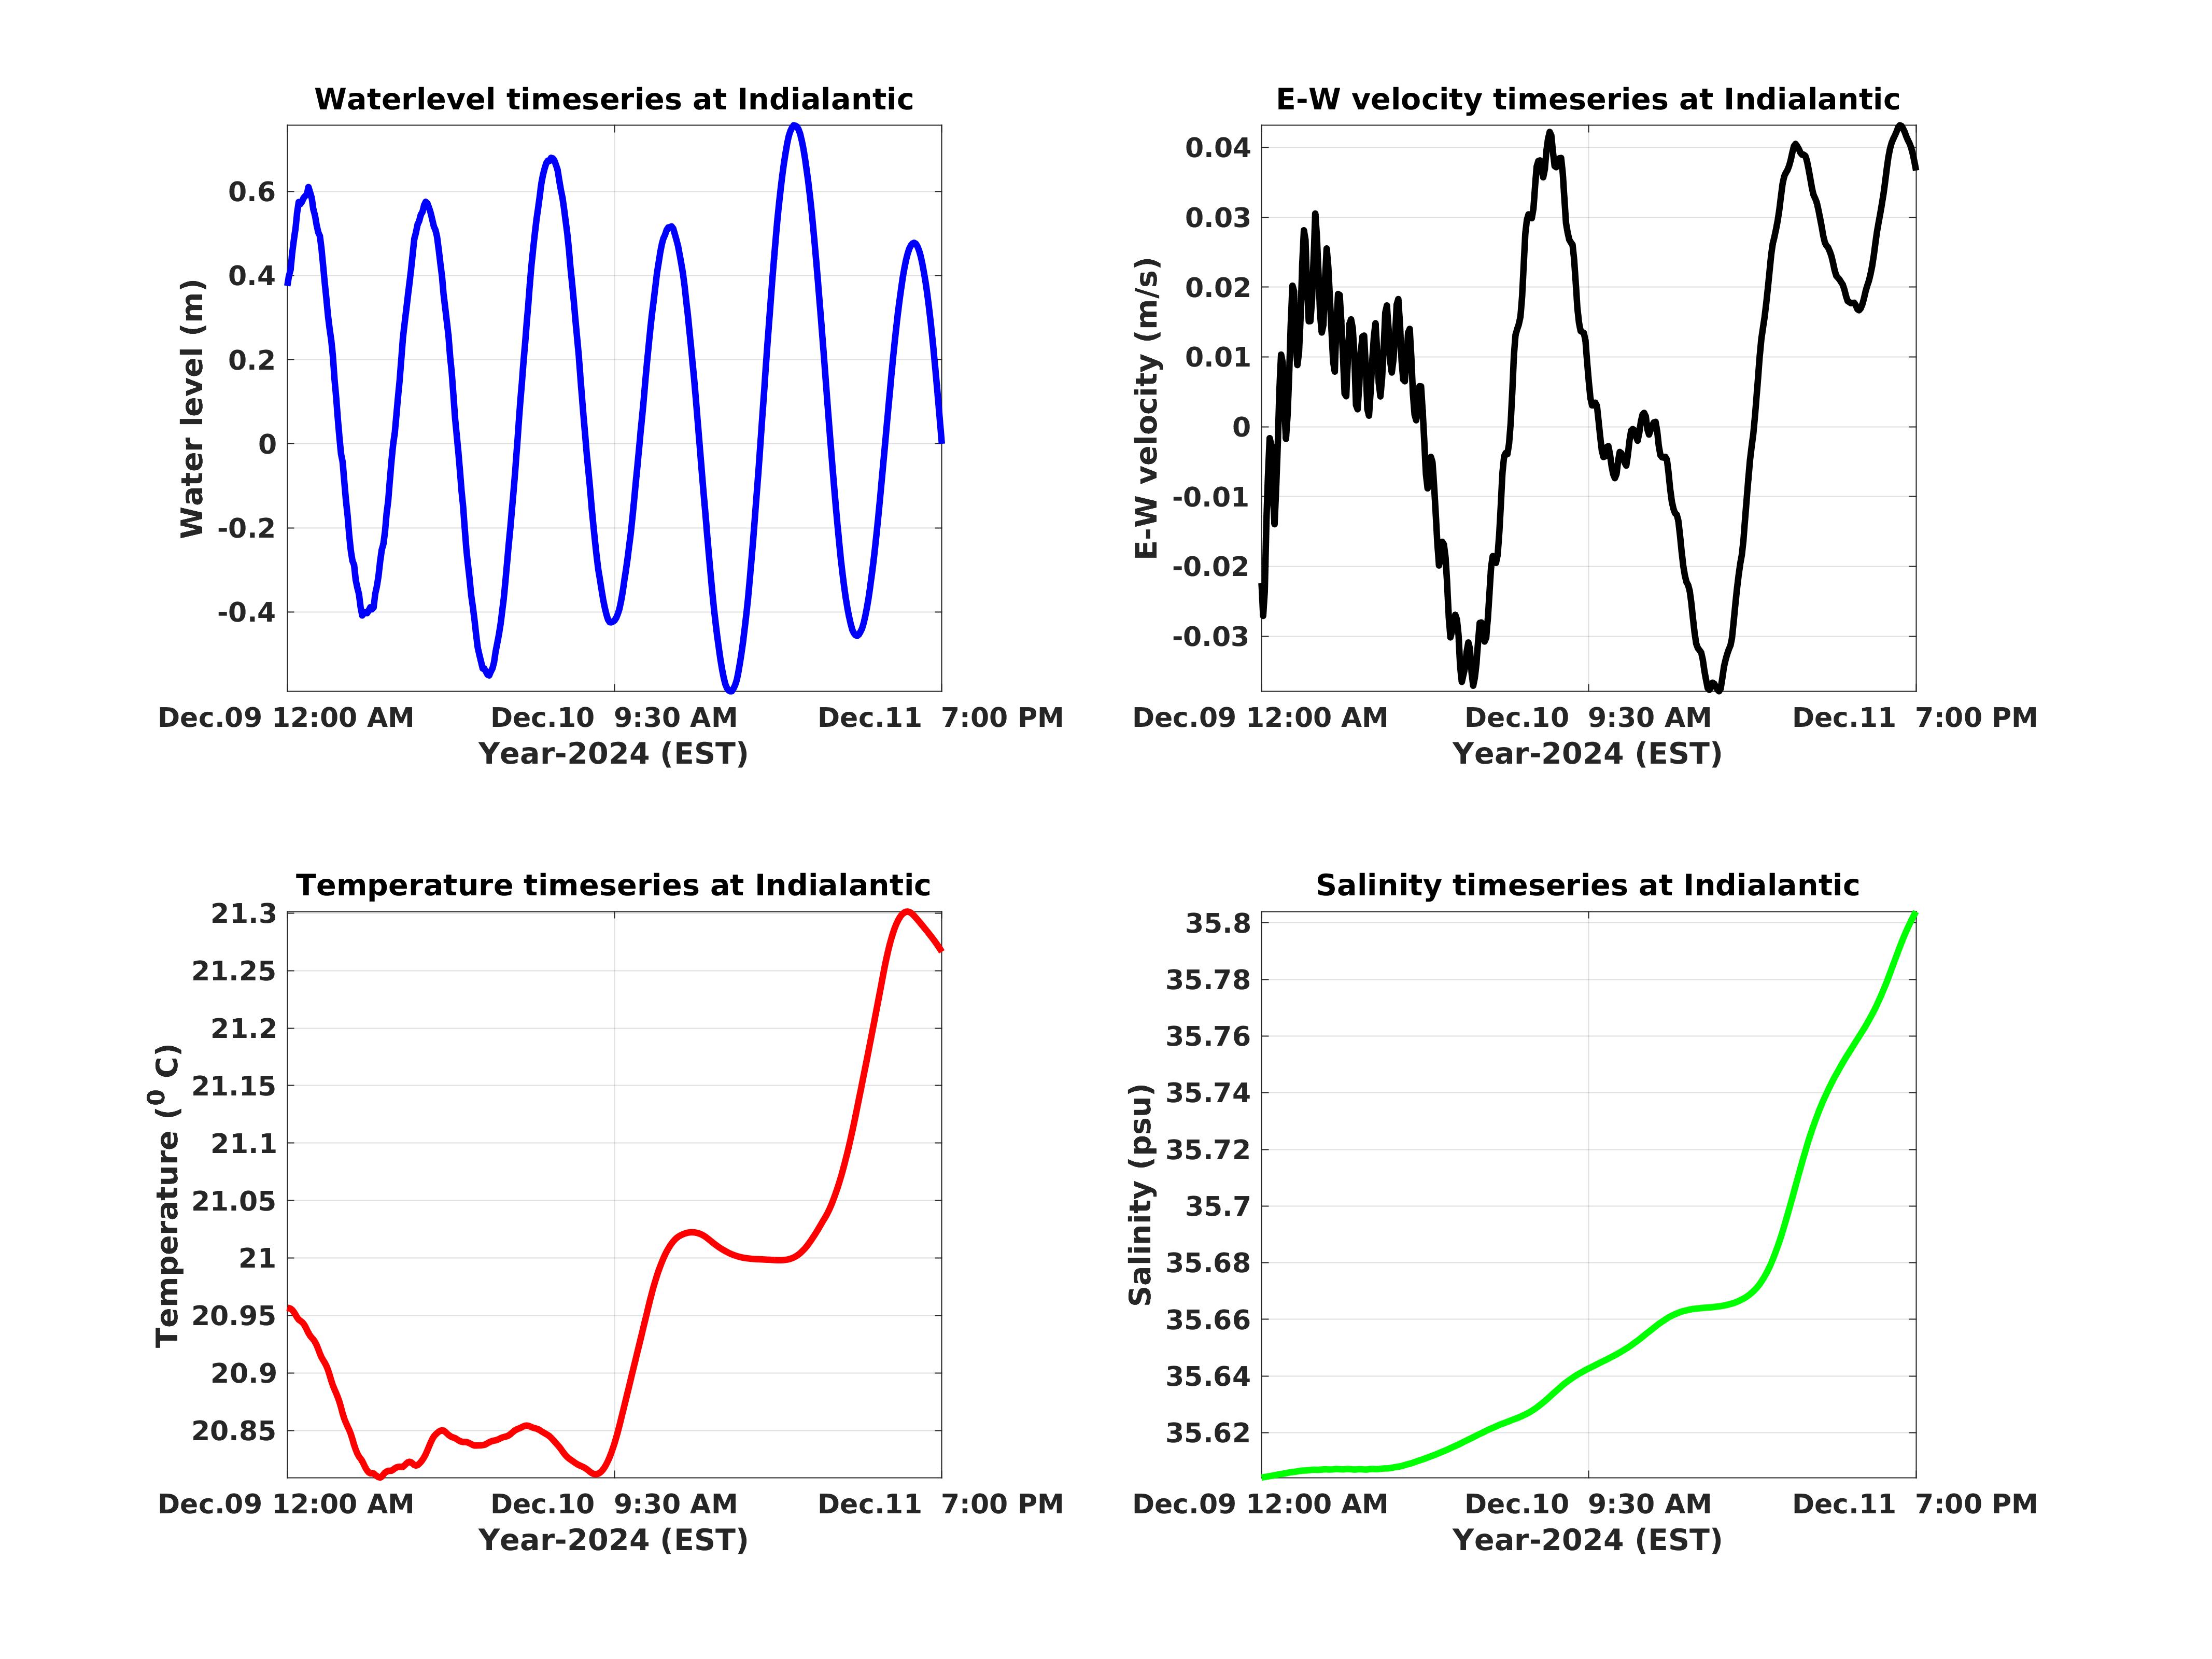 Waterlevel timeseries at Indialantic
Water level (m)
0.6
0.4
0.2
0
-0.2
-0.4
Dec.09 12:00 AM
Dec.10 9:30 AM
Dec.11 7:00 PM
Year-2024 (EST)
E-W velocity timeseries at Indialantic
E-W velocity (m/s)
0.04
0.03
0.02
0.01
0
-0.01
-0.02
-0.03
Dec.09 12:00 AM
Dec.10 9:30 AM
Dec.11 7:00 PM
Year-2024 (EST)
Temperature timeseries at Indialantic
Temperature (⁰ C)
21.3
21.25
21.2
21.15
21.1
21.05
21
20.95
20.9
20.85
Dec.09 12:00 AM
Dec.10 9:30 AM
Dec.11 7:00 PM
Year-2024 (EST)
Salinity timeseries at Indialantic
Salinity (psu)
35.8
35.78
35.76
35.74
35.72
35.7
35.68
35.66
35.64
35.62
Dec.09 12:00 AM
Dec.10 9:30 AM
Dec.11 7:00 PM
Year-2024 (EST)